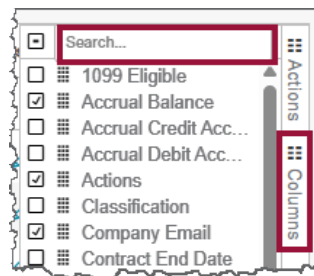 Search...
1099 Eligible
Accrual Balance
Accrual Credit Acc...
Accrual Debit Acc...
Actions
Classification
Company Email
Contract End Date
Actions
Columns